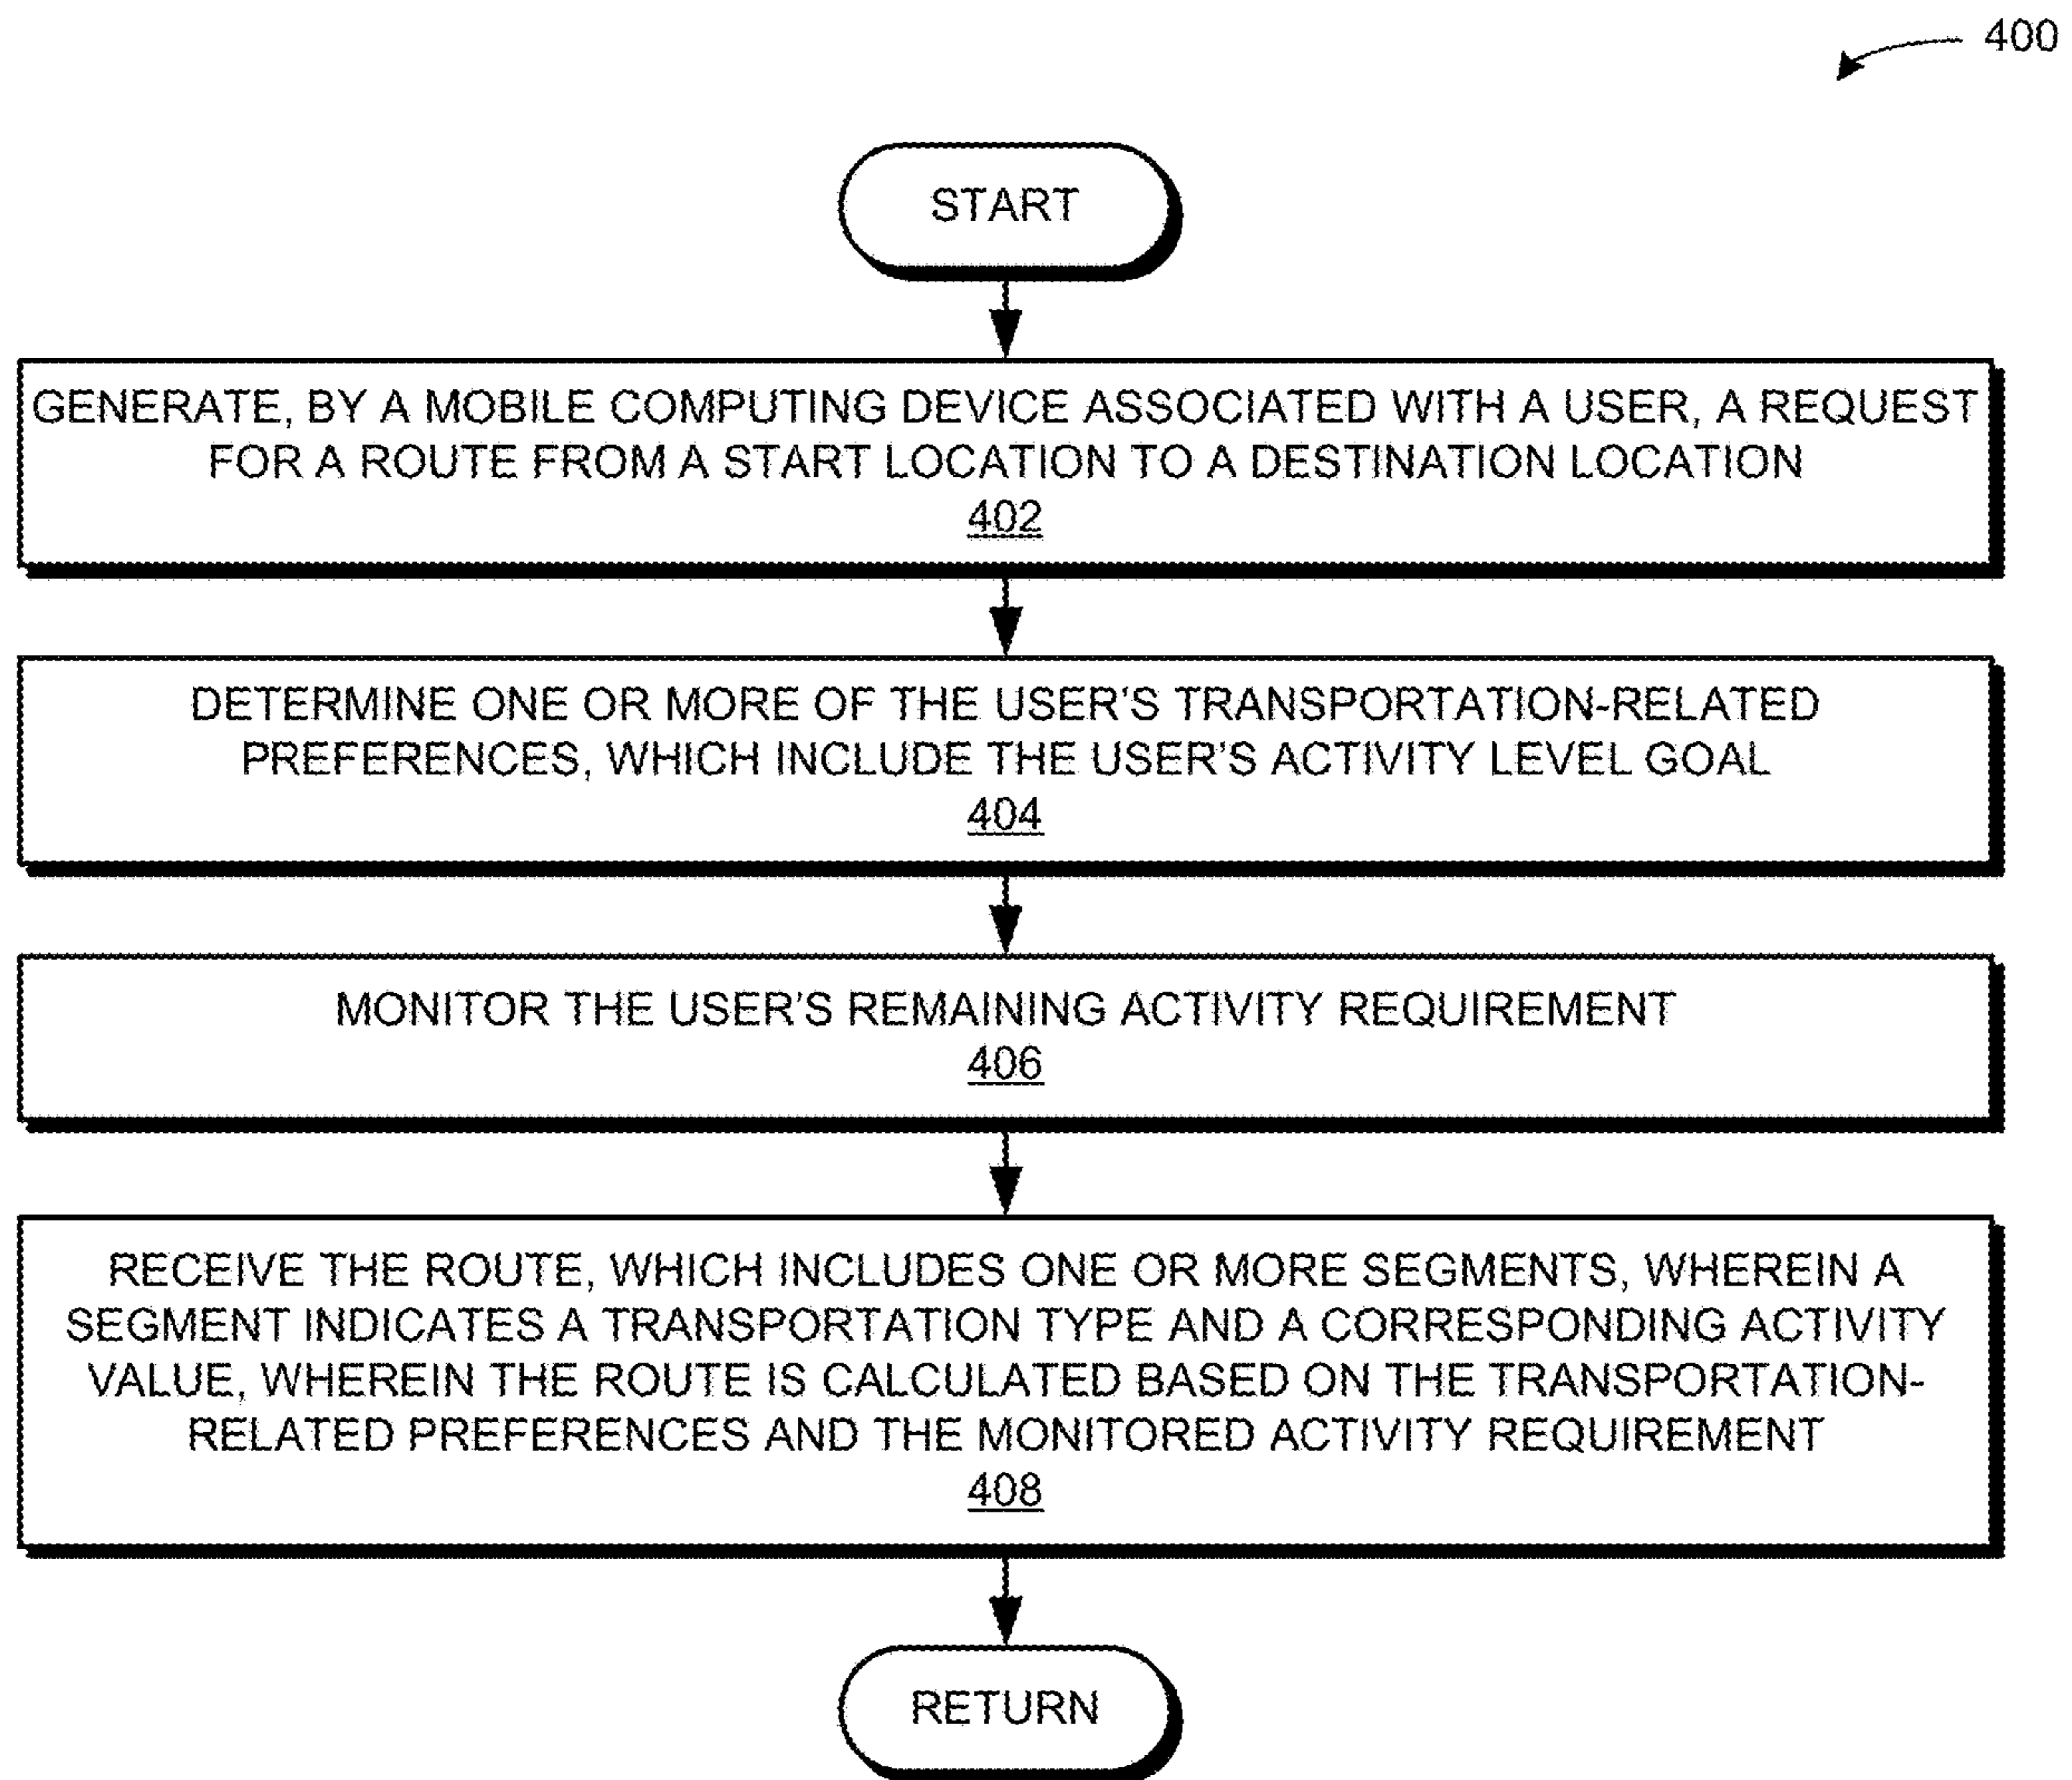 400
START
GENERATE, BY A MOBILE COMPUTING DEVICE ASSOCIATED WITH A USER, A REQUEST
FOR A ROUTE FROM A START LOCATION TO A DESTINATION LOCATION
402
DETERMINE ONE OR MORE OF THE USER'S TRANSPORTATION-RELATED
PREFERENCES, WHICH INCLUDE THE USER'S ACTIVITY LEVEL GOAL
404
MONITOR THE USER'S REMAINING ACTIVITY REQUIREMENT
406
RECEIVE THE ROUTE, WHICH INCLUDES ONE OR MORE SEGMENTS, WHEREIN A
SEGMENT INDICATES A TRANSPORTATION TYPE AND A CORRESPONDING ACTIVITY
VALUE, WHEREIN THE ROUTE IS CALCULATED BASED ON THE TRANSPORTATION-
RELATED PREFERENCES AND THE MONITORED ACTIVITY REQUIREMENT
408
RETURN